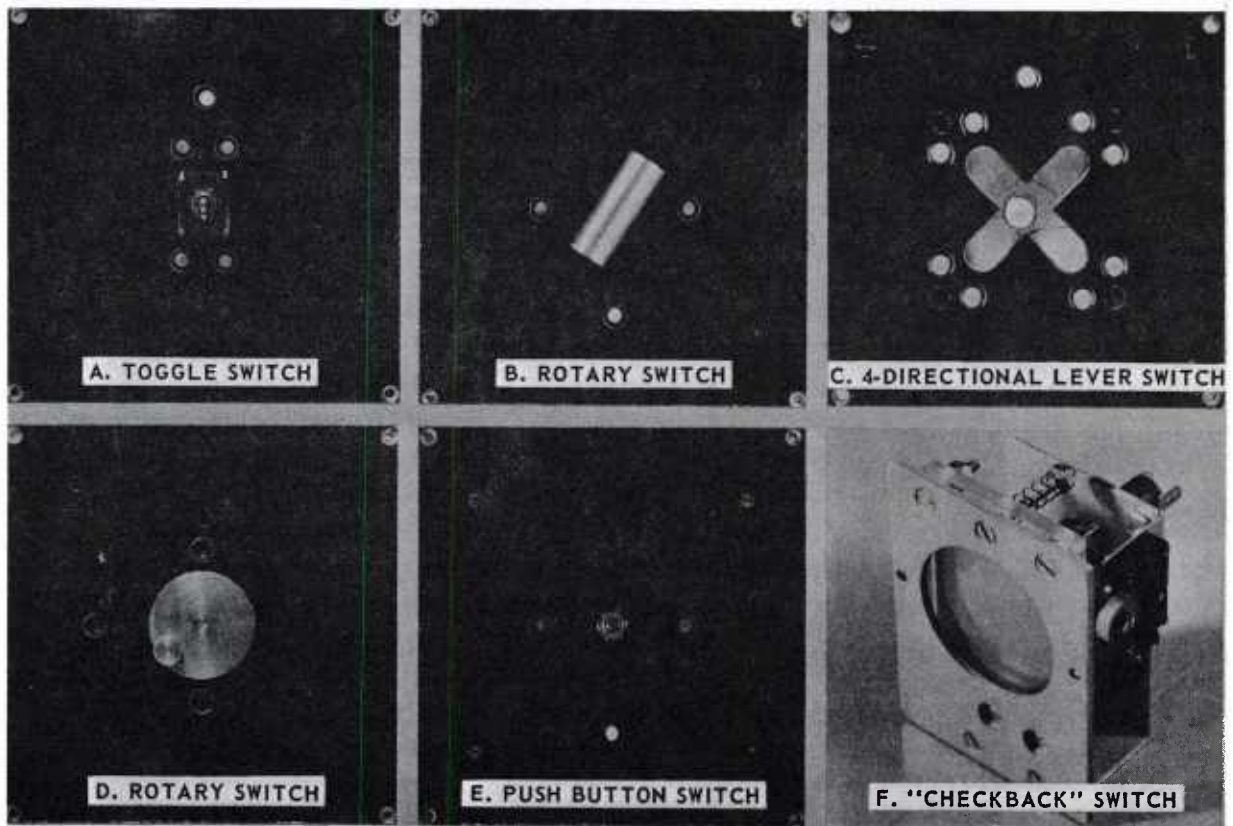 A. TOGGLE SWITCH
B. ROTARY SWITCH
C. 4-DIRECTIONAL LEVER SWITCH
D. ROTARY SWITCH
E. PUSH BUTTON SWITCH
F. "CHECKBACK" SWITCH